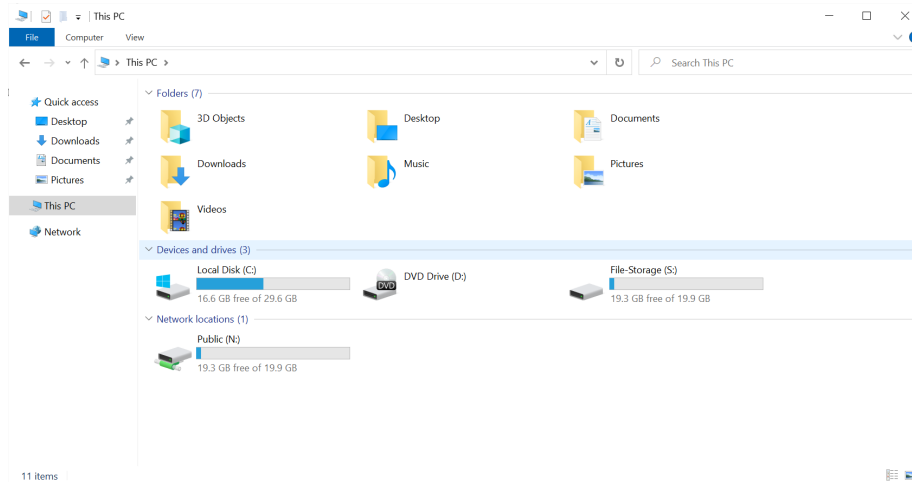 This PC
File Computer View
This PC
Search This PC
Quick access
Desktop
Downloads
Documents
Pictures
This PC
Network
Folders (7)
3D Objects
Desktop
Documents
Downloads
Music
Pictures
Videos
Devices and drives (3)
Local Disk (C:)
16.6 GB free of 29.6 GB
DVD Drive (D:)
DVD
File-Storage (S:)
19.3 GB free of 19.9 GB
Network locations (1)
Public (N:)
19.3 GB free of 19.9 GB
11 items